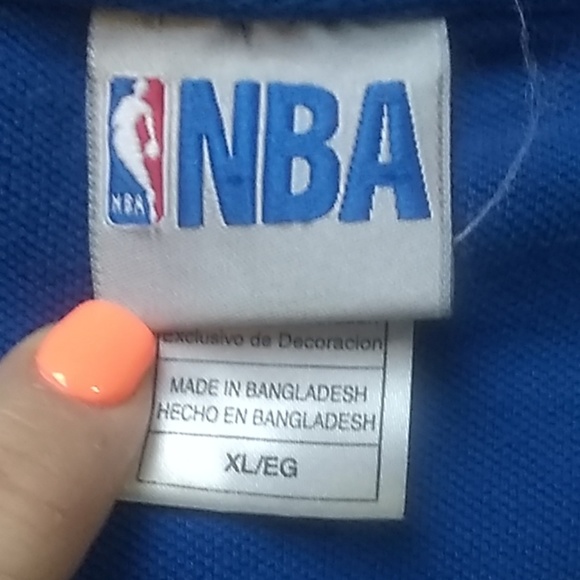 NBA
NBA
Exclusivo de Decoracion
MADE IN BANGLADESH
HECHO EN BANGLADESH
XL/EG